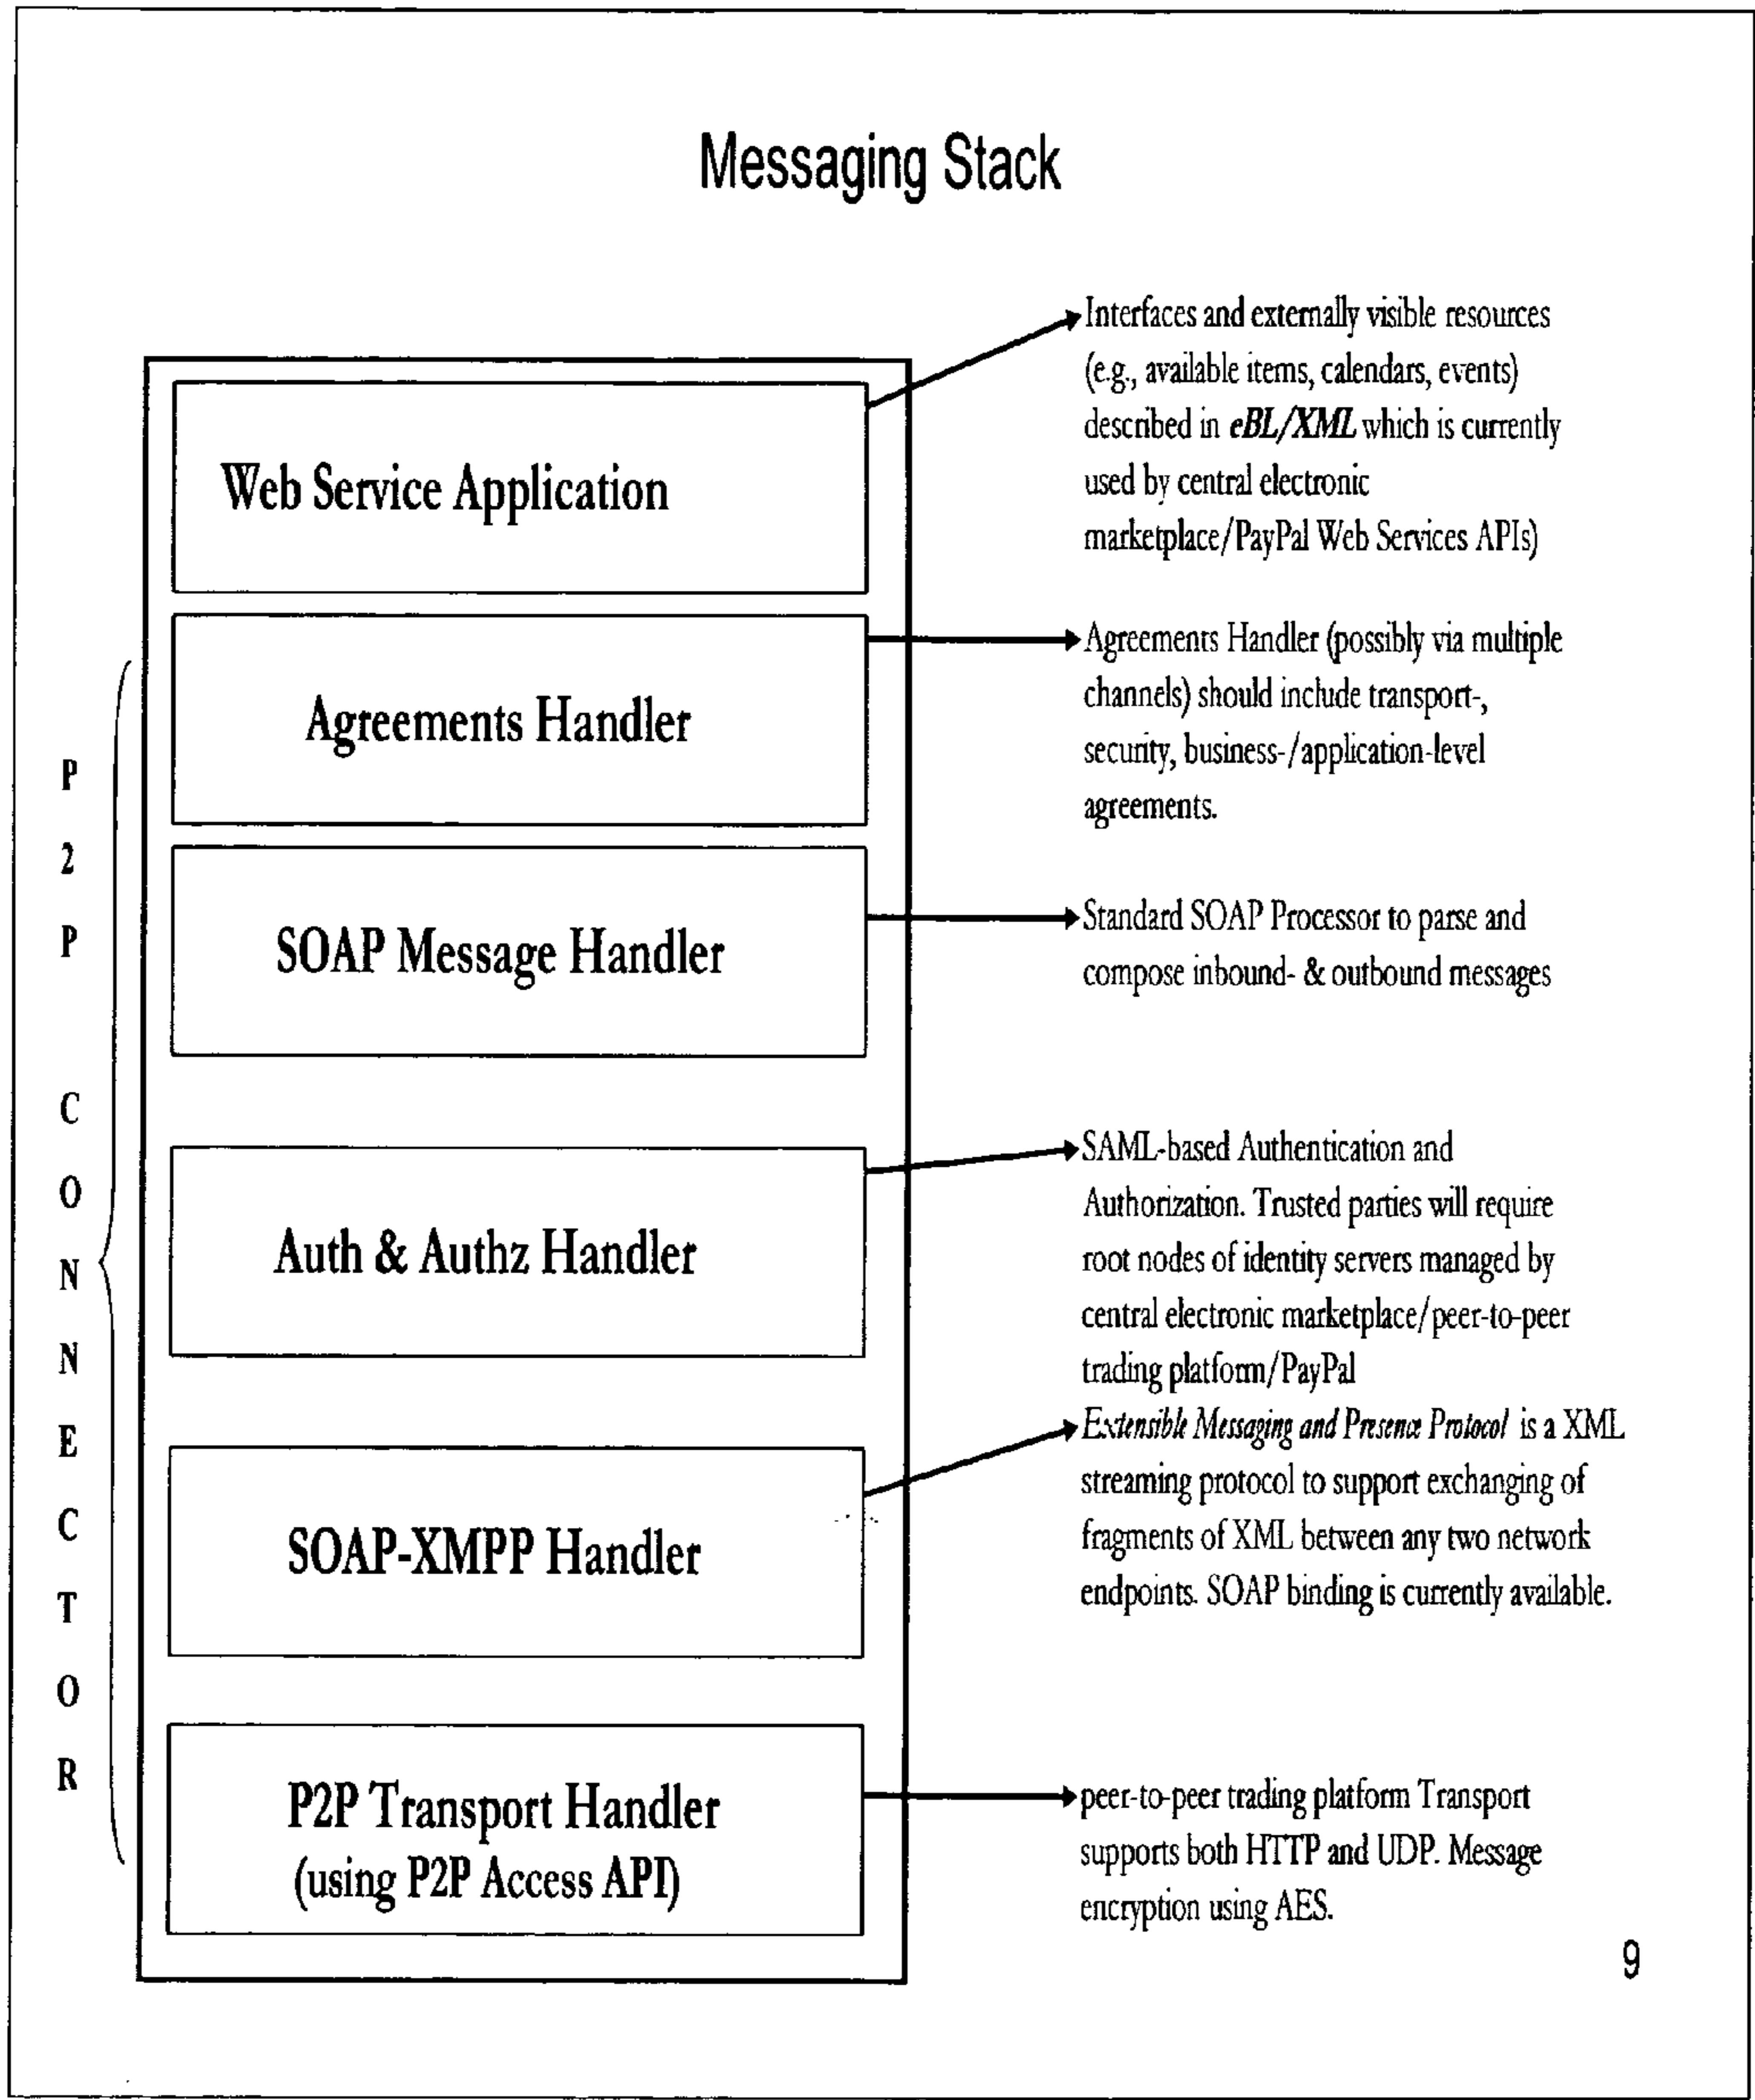 Messaging Stack
Interfaces and externally visible resources
(e.g., available items, calendars, events)
described in eBL/XML which is currently
used by central electronic
marketplace/PayPal Web Services APIs)
Web Service Application
Agreements Handler (possibly via multiple
channels) should include transport-,
security, business-/application-level
agreements.
Agreements Handler
Standard SOAP Processor to parse and
compose inbound- & outbound messages
SOAP Message Handler
P2P CONNECTOR
SAML-based Authentication and
Authorization. Trusted parties will require
root nodes of identity servers managed by
central electronic marketplace/peer-to-peer
trading platform/PayPal
Auth & Authz Handler
Extensible Messaging and Presence Protocol is a XML
streaming protocol to support exchanging of
fragments of XML between any two network
endpoints. SOAP binding is currently available.
SOAP-XMPP Handler
P2P Transport Handler
(using P2P Access API)
peer-to-peer trading platform Transport
supports both HTTP and UDP. Message
encryption using AES.
9